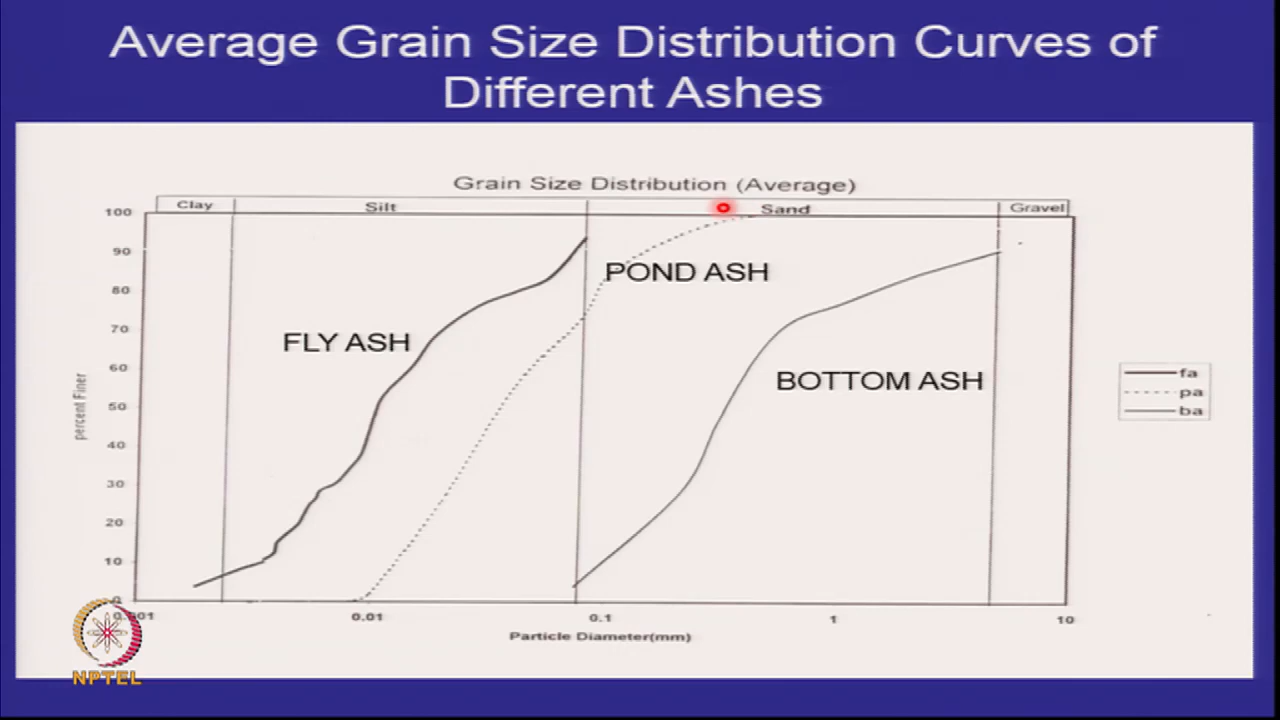 Average Grain Size Distribution Curves of
Different Ashes
Grain Size Distribution (Average)
Clay Silt Sand Gravel
100
90
80
70
60
50
40
30
20
10
0
percent Finer
FLY ASH
POND ASH
BOTTOM ASH
fa
pa
ba
0.001 0.01 0.1 1 10
Particle Diameter(mm)
NPTEL